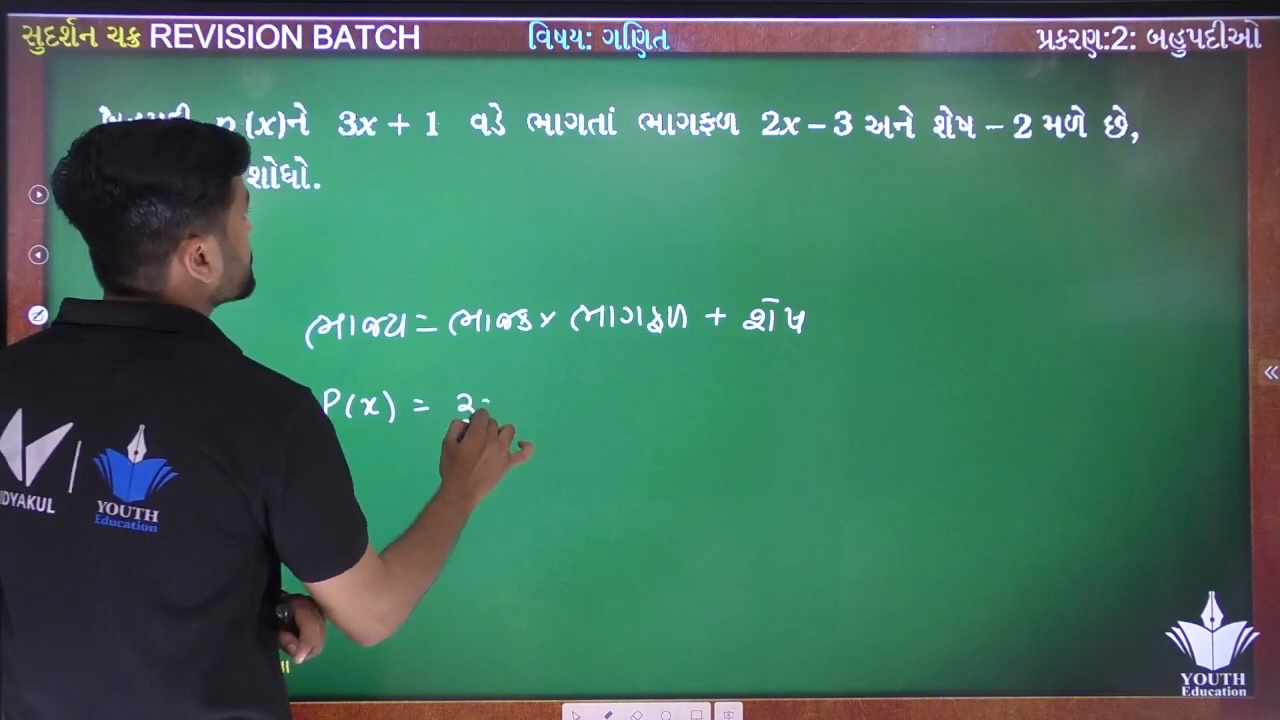 સુદર્શન ચક્ર REVISION BATCH
વિષય: ગણિત
પ્રકરણ:2: બહુપદીઓ
(x)ને 3x + 1 વડે ભાગતાં ભાગફળ 2x – 3 અને શેષ – 2 મળે છે,
શોધો.
ભાજ્ય = ભાજક × ભાગફળ + શેષ
P(x) =
IDYAKUL
YOUTH
Education
YOUTH
Education